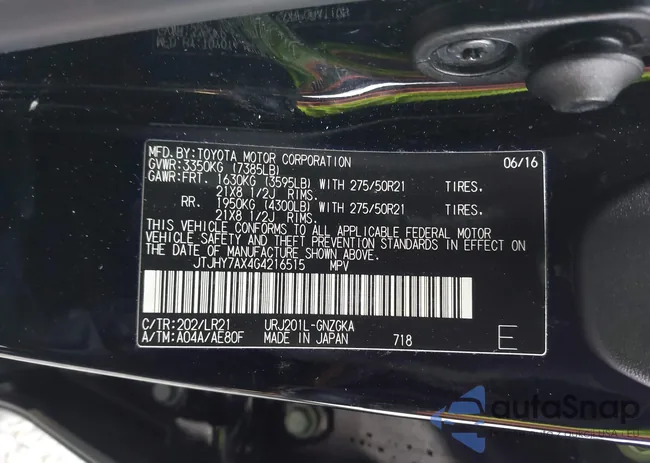 MFD.BY:TOYOTA MOTOR CORPORATION 06/16
GVWR:3350KG (7385LB)
GAWR:FRT. 1630KG (3595LB) WITH 275/50R21 TIRES.
21X8 1/2J RIMS.
RR. 1950KG (4300LB) WITH 275/50R21 TIRES.
21X8 1/2J RIMS.
THIS VEHICLE CONFORMS TO ALL APPLICABLE FEDERAL MOTOR
VEHICLE SAFETY AND THEFT PREVENTION STANDARDS IN EFFECT ON
THE DATE OF MANUFACTURE SHOWN ABOVE.
JTJHY7AX4G4216515 MPV
C/TR:202/LR21 URJ201L-GNZGKA
A/TM:A04A/AE80F MADE IN JAPAN 718 E
autoSnap